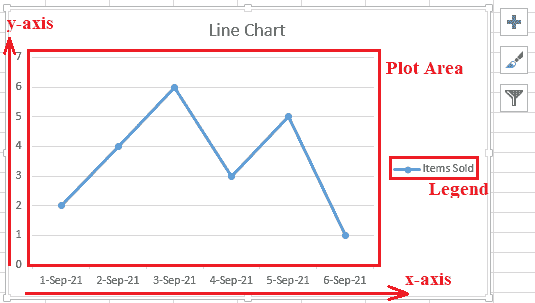 y-axis
Line Chart
7
Plot Area
6
5
4
Items Sold
3
Legend
2
1
0
1-Sep-21 2-Sep-21 3-Sep-21 4-Sep-21 5-Sep-21 6-Sep-21
x-axis